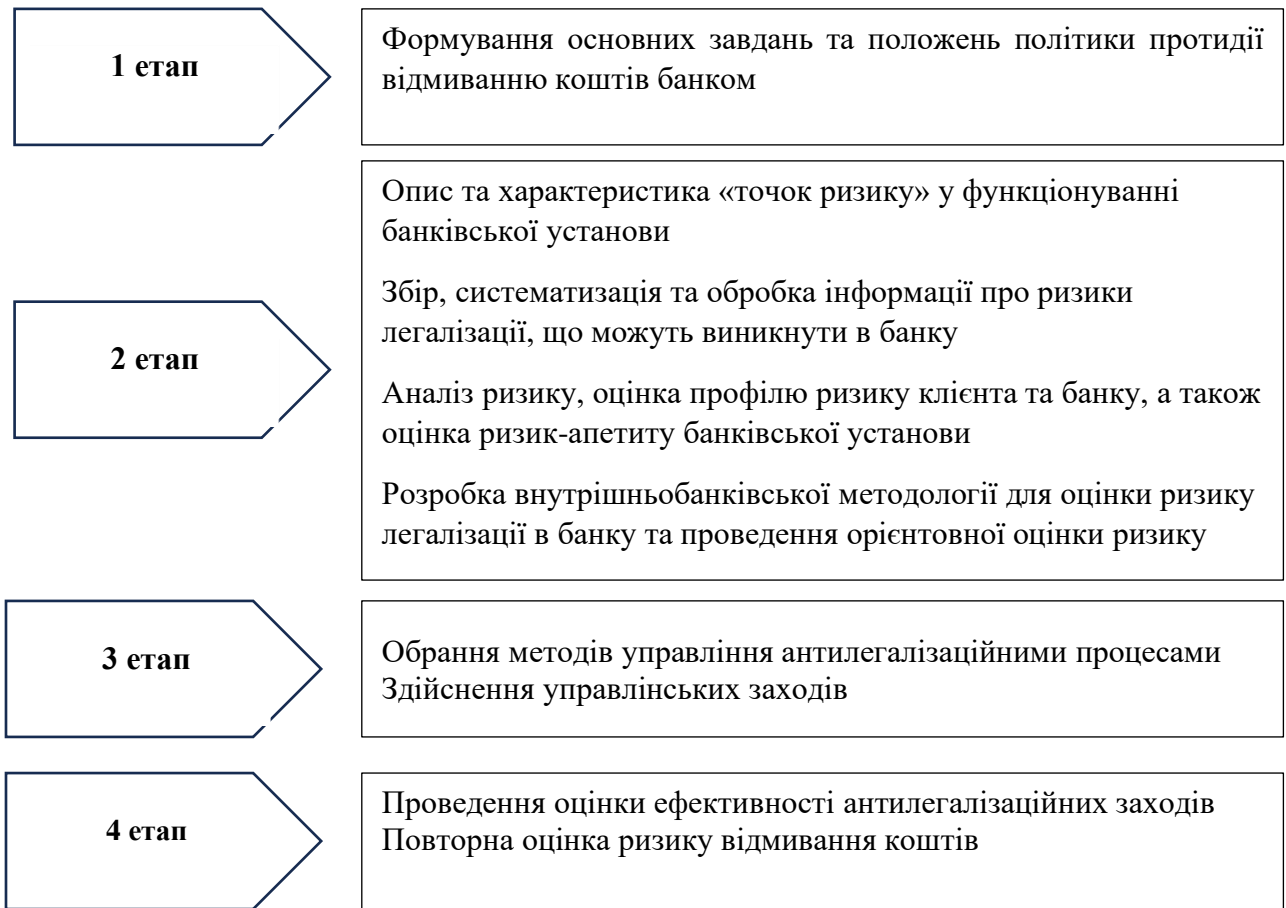 1 етап
Формування основних завдань та положень політики протидії
відмиванню коштів банком
2 етап
Опис та характеристика «точок ризику» у функціонуванні
банківської установи
Збір, систематизація та обробка інформації про ризики
легалізації, що можуть виникнути в банку
Аналіз ризику, оцінка профілю ризику клієнта та банку, а також
оцінка ризик-апетиту банківської установи
Розробка внутрішньобанківської методології для оцінки ризику
легалізації в банку та проведення орієнтовної оцінки ризику
3 етап
Обрання методів управління антилегалізаційними процесами
Здійснення управлінських заходів
4 етап
Проведення оцінки ефективності антилегалізаційних заходів
Повторна оцінка ризику відмивання коштів